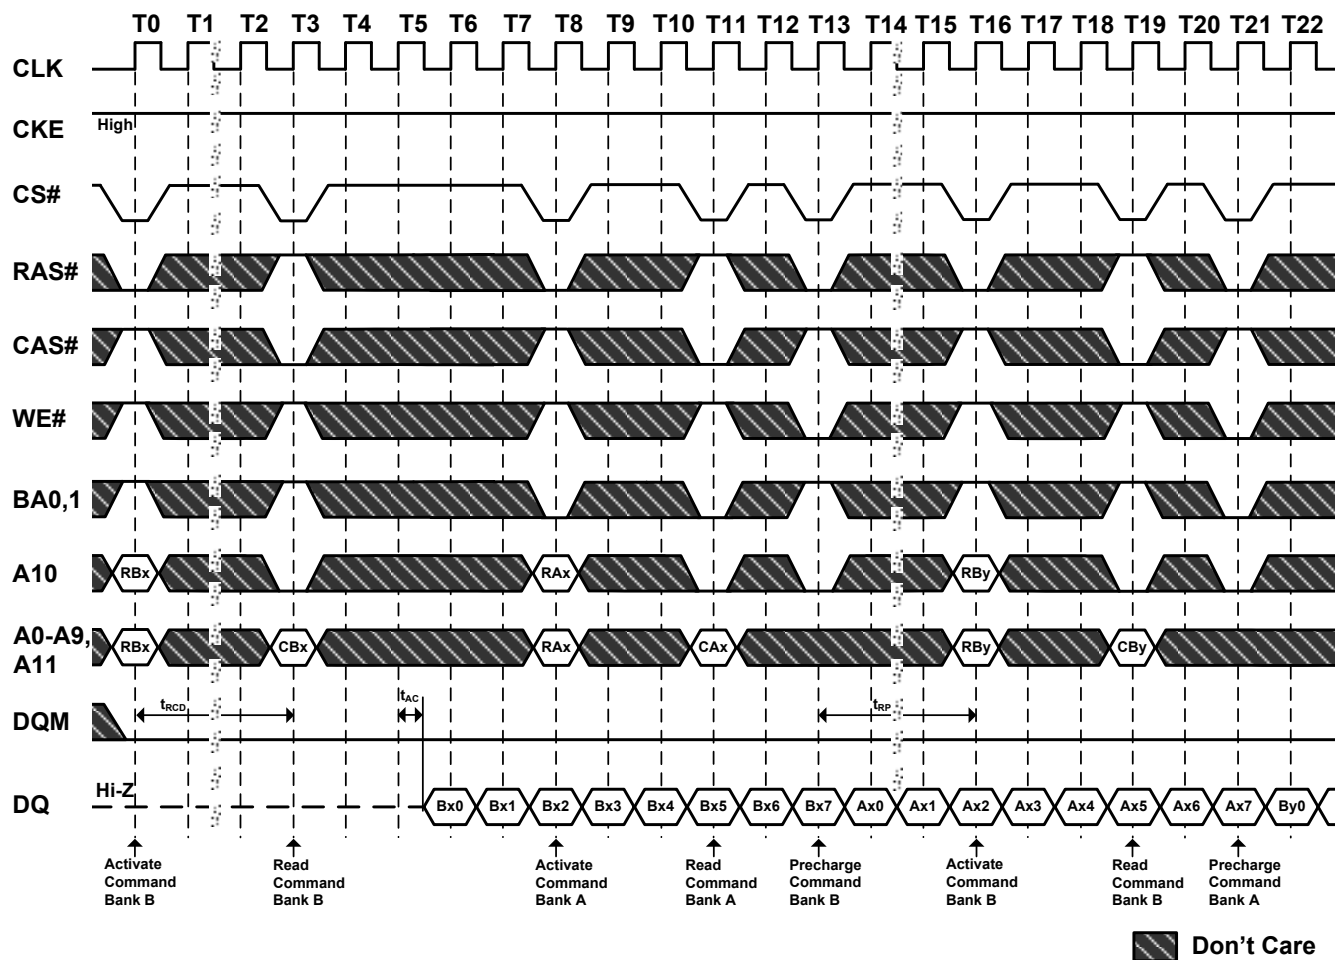 T0 T1 T2 T3 T4 T5 T6 T7 T8 T9 T10 T11 T12 T13 T14 T15 T16 T17 T18 T19 T20 T21 T22
CLK
CKE
High
CS#
RAS#
CAS#
WE#
BA0,1
A10
RBx RAx RBy
A0-A9,
A11
RBx CBx RAx CAx RBy CBy
DQM
tRCD tAC tRP
DQ
Hi-Z
Bx0 Bx1 Bx2 Bx3 Bx4 Bx5 Bx6 Bx7 Ax0 Ax1 Ax2 Ax3 Ax4 Ax5 Ax6 Ax7 By0
Activate
Command
Bank B
Read
Command
Bank B
Activate
Command
Bank A
Read
Command
Bank A
Precharge
Command
Bank B
Activate
Command
Bank B
Read
Command
Bank B
Precharge
Command
Bank A
Don't Care